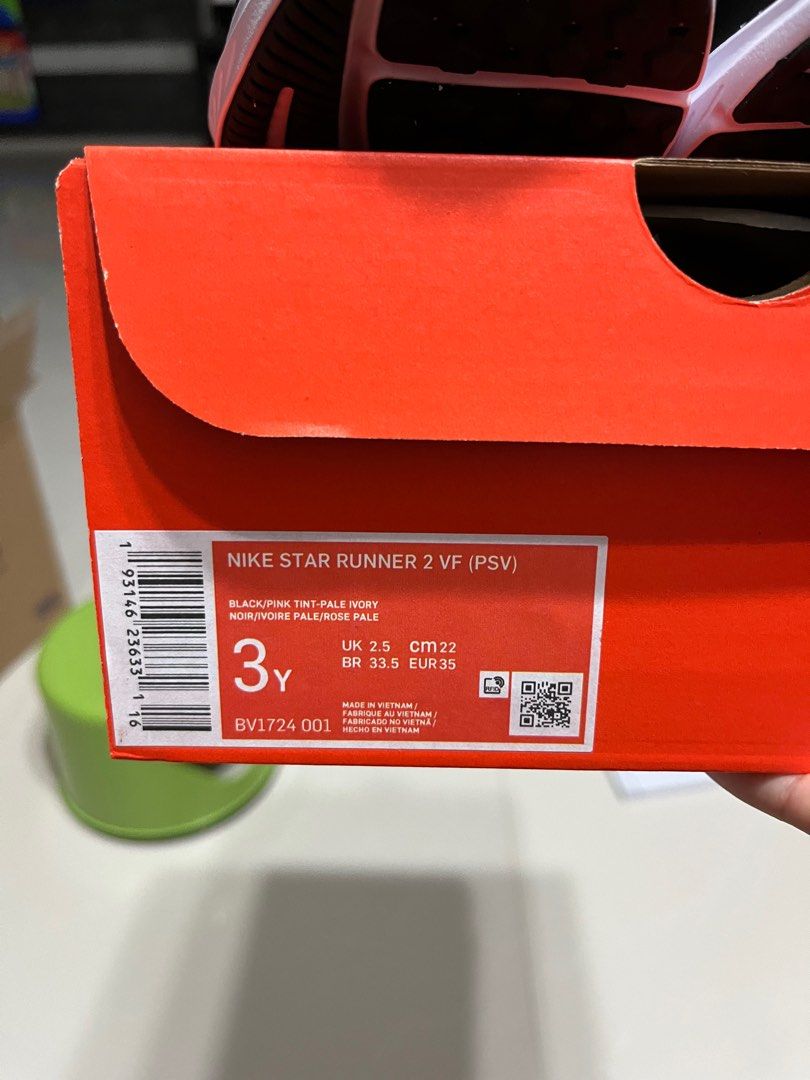 NIKE STAR RUNNER 2 VF (PSV)
BLACK/PINK TINT-PALE IVORY
NOIR/IVOIRE PALE/ROSE PALE
3Y
UK 2.5 cm 22
BR 33.5 EUR 35
BV1724 001
MADE IN VIETNAM /
FABRIQUE AU VIETNAM /
FABRICADO NO VIETNÃ /
HECHO EN VIETNAM
RFID
1 93146 23633 1 16